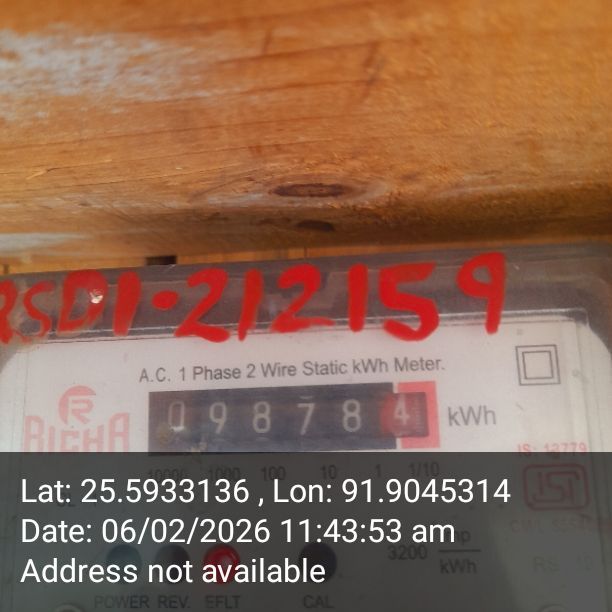 RSD1-212159
A.C. 1 Phase 2 Wire Static kWh Meter.
RICHA
098784 kWh
10000 1000 100 10 1 1/10
IS: 13779
Lat: 25.5933136 , Lon: 91.9045314
Date: 06/02/2026 11:43:53 am
Address not available
3200 imp/kWh
POWER REV. EFLT CAL